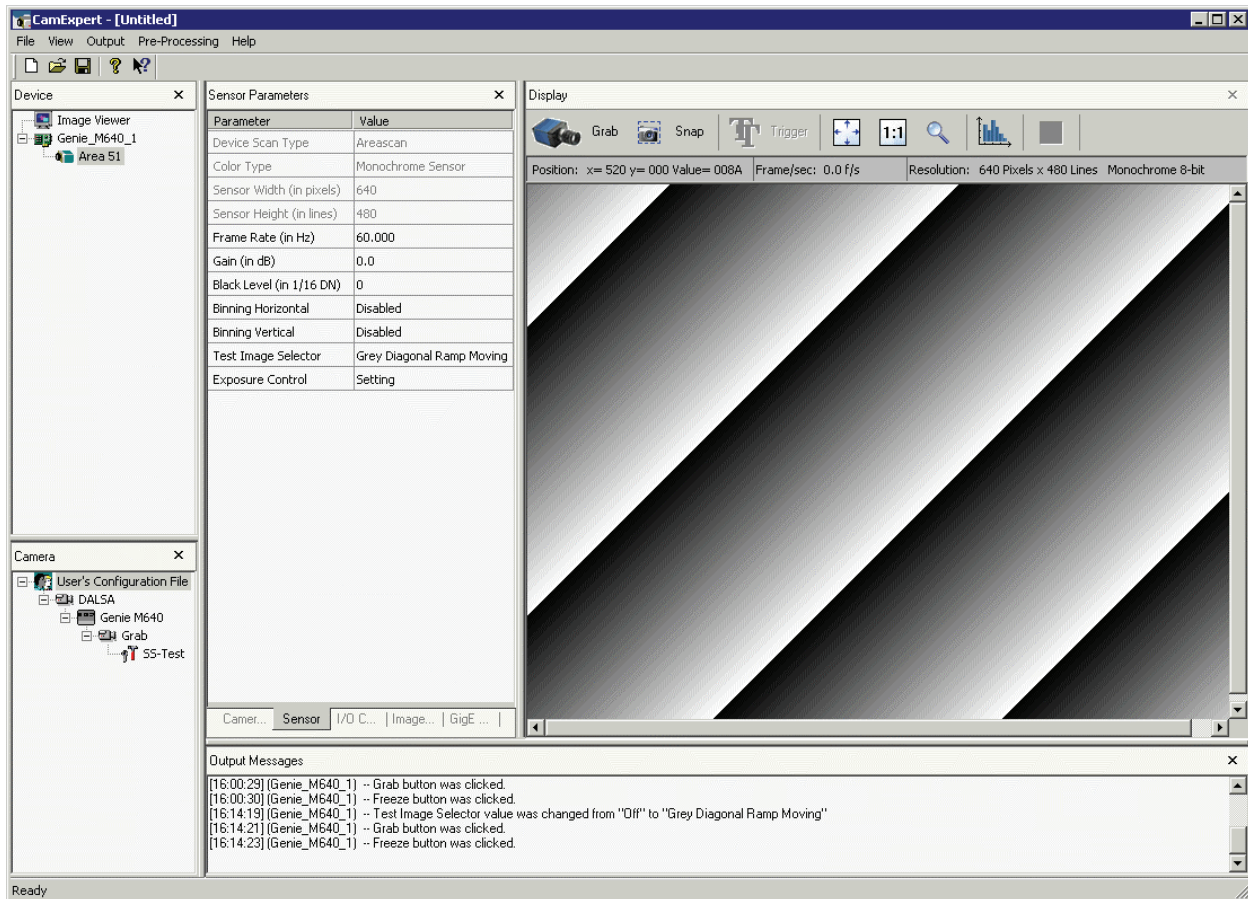 CamExpert - [Untitled]
File View Output Pre-Processing Help
Device
Image Viewer
Genie_M640_1
Area 51
Camera
User's Configuration File
DALSA
Genie M640
Grab
SS-Test
Sensor Parameters
Parameter Value
Device Scan Type Areascan
Color Type Monochrome Sensor
Sensor Width (in pixels) 640
Sensor Height (in lines) 480
Frame Rate (in Hz) 60.000
Gain (in dB) 0.0
Black Level (in 1/16 DN) 0
Binning Horizontal Disabled
Binning Vertical Disabled
Test Image Selector Grey Diagonal Ramp Moving
Exposure Control Setting
Camer... Sensor I/O C... Image... GigE ...
Display
Grab Snap Trigger 1:1
Position: x= 520 y= 000 Value= 008A Frame/sec: 0.0 f/s Resolution: 640 Pixels x 480 Lines Monochrome 8-bit
Output Messages
[16:00:29] (Genie_M640_1) -- Grab button was clicked.
[16:00:30] (Genie_M640_1) -- Freeze button was clicked.
[16:14:19] (Genie_M640_1) -- Test Image Selector value was changed from "Off" to "Grey Diagonal Ramp Moving"
[16:14:21] (Genie_M640_1) -- Grab button was clicked.
[16:14:23] (Genie_M640_1) -- Freeze button was clicked.
Ready